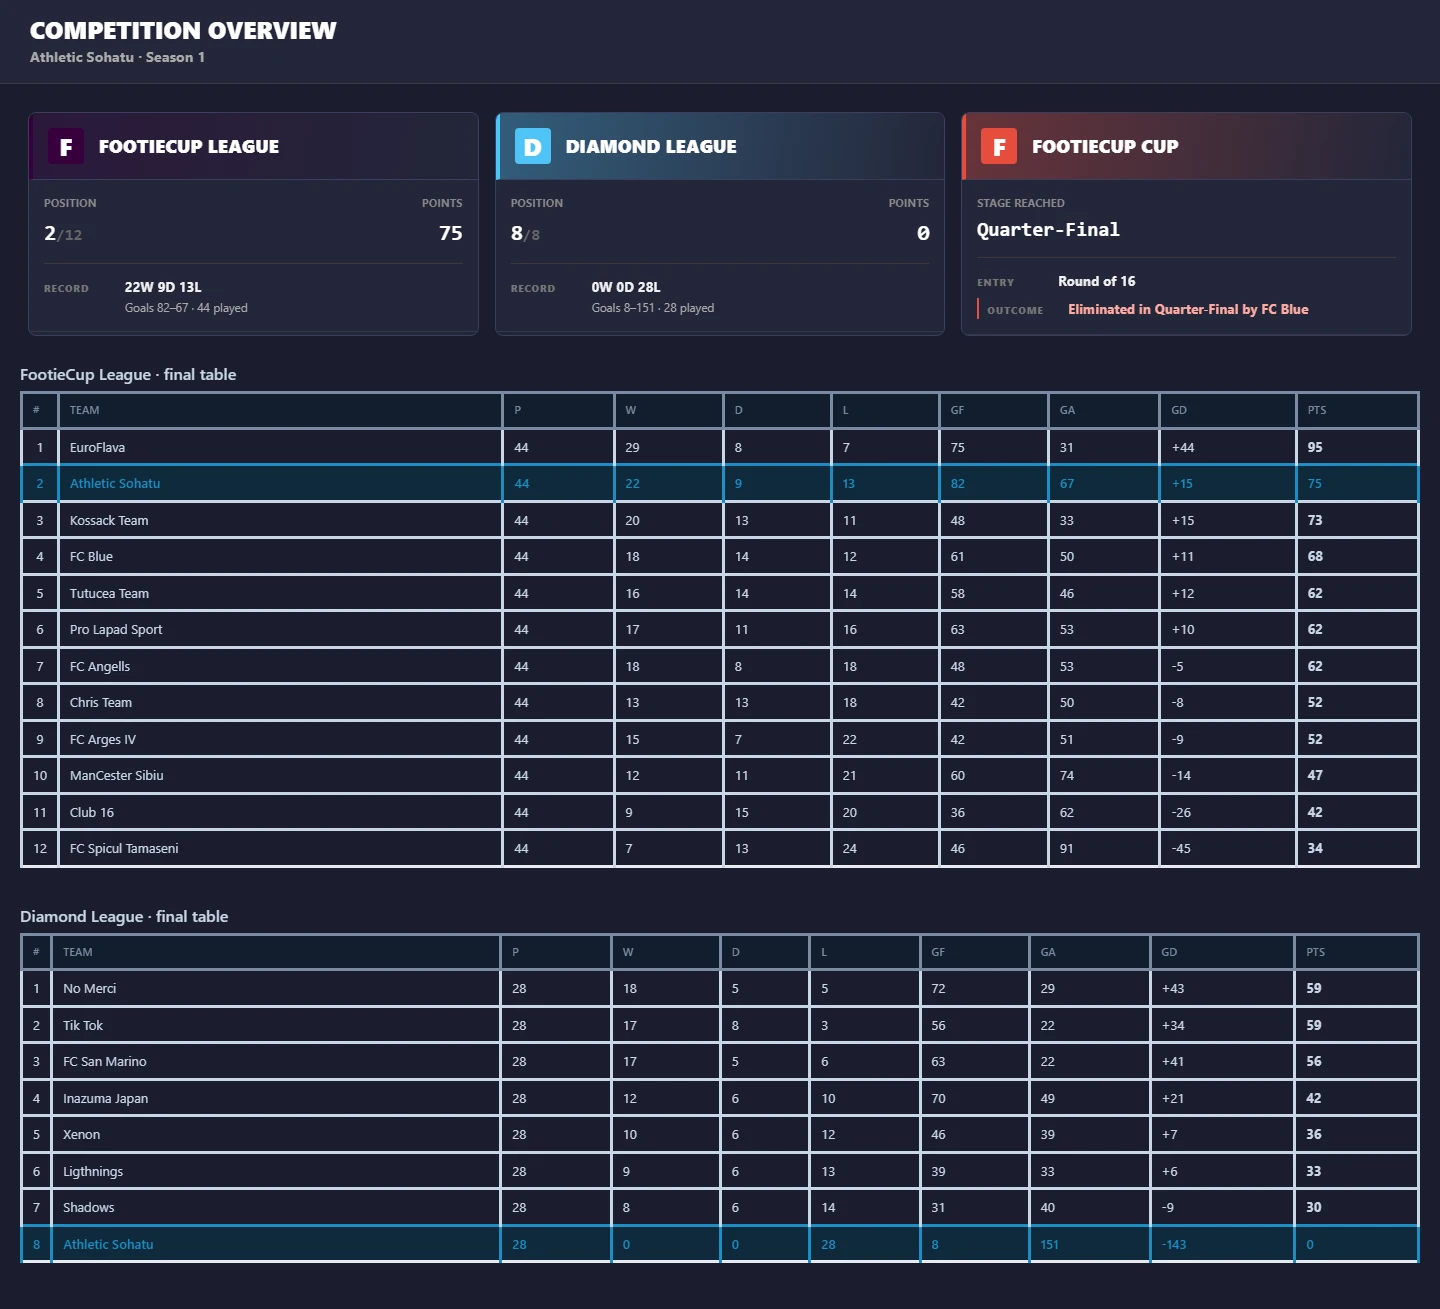 COMPETITION OVERVIEW
Athletic Sohatu · Season 1
F FOOTIECUP LEAGUE
POSITION POINTS
2/12 75
RECORD 22W 9D 13L
Goals 82–67 · 44 played
D DIAMOND LEAGUE
POSITION POINTS
8/8 0
RECORD 0W 0D 28L
Goals 8–151 · 28 played
F FOOTIECUP CUP
STAGE REACHED
Quarter-Final
ENTRY Round of 16
OUTCOME Eliminated in Quarter-Final by FC Blue
FootieCup League · final table
# TEAM P W D L GF GA GD PTS
1 EuroFlava 44 29 8 7 75 31 +44 95
2 Athletic Sohatu 44 22 9 13 82 67 +15 75
3 Kossack Team 44 20 13 11 48 33 +15 73
4 FC Blue 44 18 14 12 61 50 +11 68
5 Tutucea Team 44 16 14 14 58 46 +12 62
6 Pro Lapad Sport 44 17 11 16 63 53 +10 62
7 FC Angells 44 18 8 18 48 53 -5 62
8 Chris Team 44 13 13 18 42 50 -8 52
9 FC Arges IV 44 15 7 22 42 51 -9 52
10 ManCester Sibiu 44 12 11 21 60 74 -14 47
11 Club 16 44 9 15 20 36 62 -26 42
12 FC Spicul Tamaseni 44 7 13 24 46 91 -45 34
Diamond League · final table
# TEAM P W D L GF GA GD PTS
1 No Merci 28 18 5 5 72 29 +43 59
2 Tik Tok 28 17 8 3 56 22 +34 59
3 FC San Marino 28 17 5 6 63 22 +41 56
4 Inazuma Japan 28 12 6 10 70 49 +21 42
5 Xenon 28 10 6 12 46 39 +7 36
6 Ligthnings 28 9 6 13 39 33 +6 33
7 Shadows 28 8 6 14 31 40 -9 30
8 Athletic Sohatu 28 0 0 28 8 151 -143 0